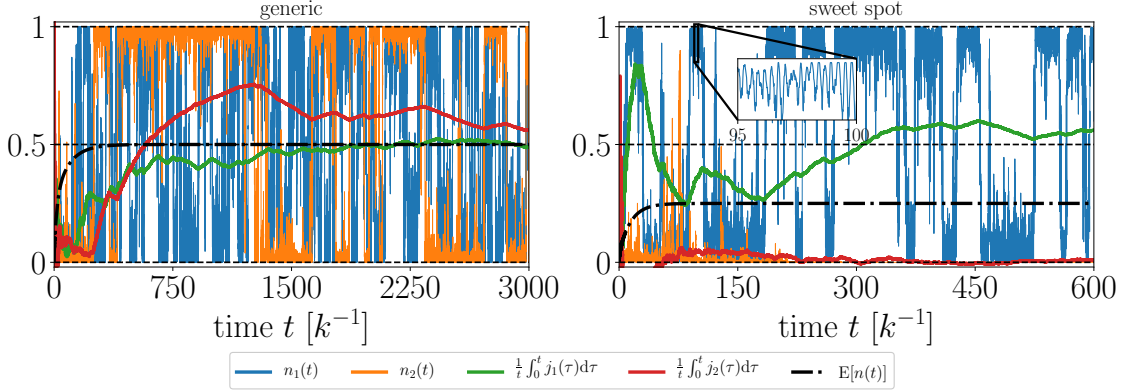 generic
sweet spot
1
0.5
0
0 750 1500 2250 3000
time t [k⁻¹]
1
0.5
0
95 100
0 150 300 450 600
time t [k⁻¹]
n₁(t) n₂(t) 1/t ∫₀ᵗ j₁(τ)dτ 1/t ∫₀ᵗ j₂(τ)dτ E[n(t)]